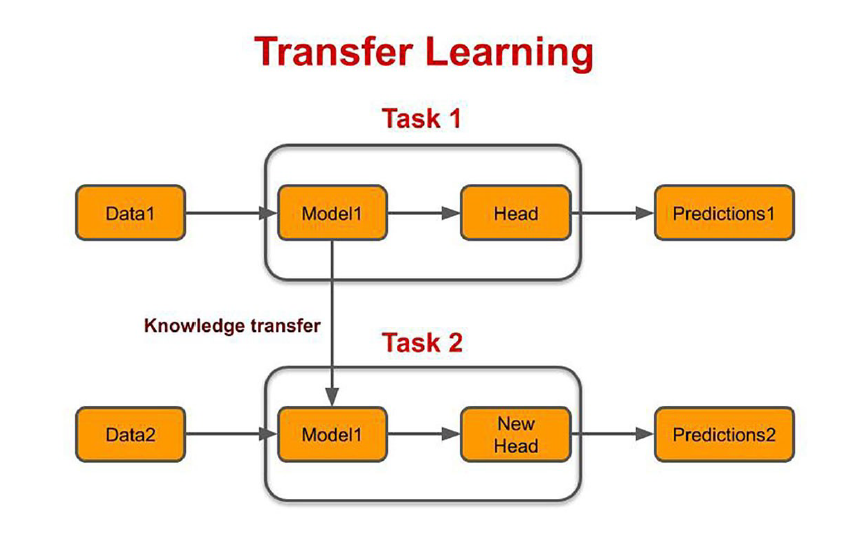 Transfer Learning
Task 1
Data1
Model1
Head
Predictions1
Knowledge transfer
Task 2
Data2
Model1
New
Head
Predictions2